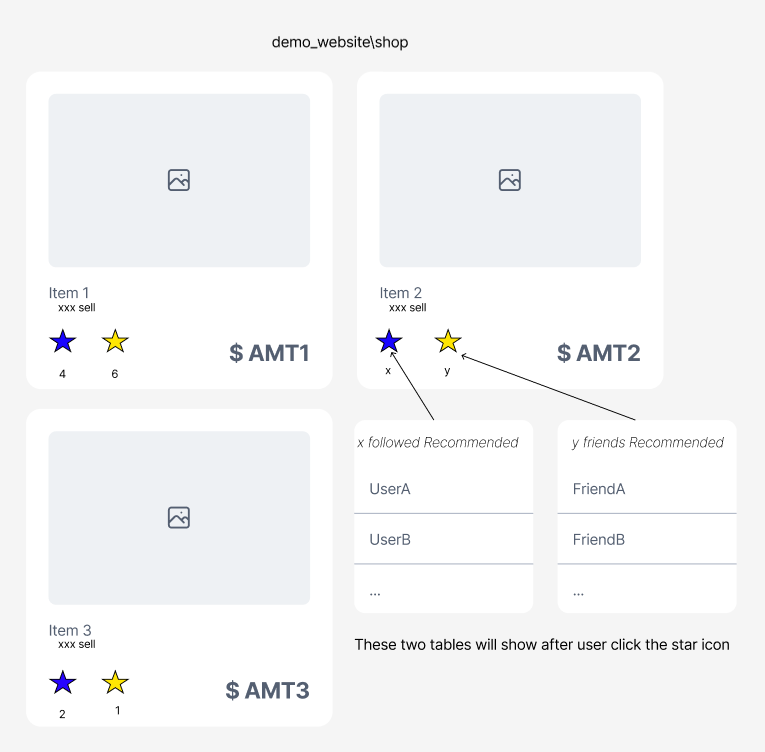 demo_website\shop
Item 1
xxx sell
4
6
$ AMT1
Item 2
xxx sell
x
y
$ AMT2
x followed Recommended
UserA
UserB
...
y friends Recommended
FriendA
FriendB
...
These two tables will show after user click the star icon
Item 3
xxx sell
2
1
$ AMT3